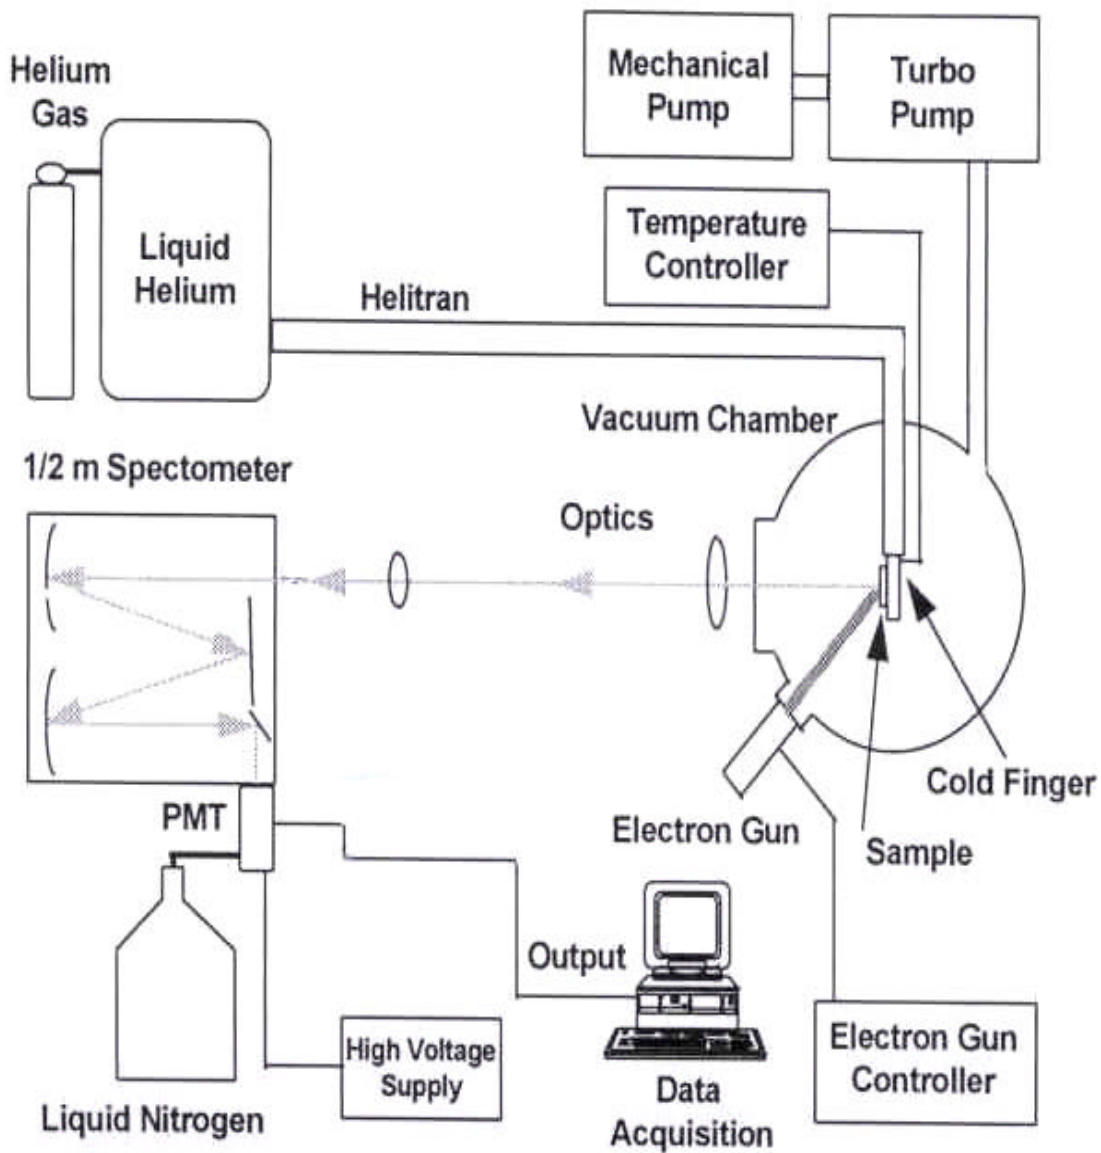 Helium
Gas
Mechanical
Pump
Turbo
Pump
Liquid
Helium
Temperature
Controller
Helitran
Vacuum Chamber
1/2 m Spectometer
Optics
Cold Finger
PMT
Electron Gun
Sample
Output
High Voltage
Supply
Electron Gun
Controller
Liquid Nitrogen
Data
Acquisition